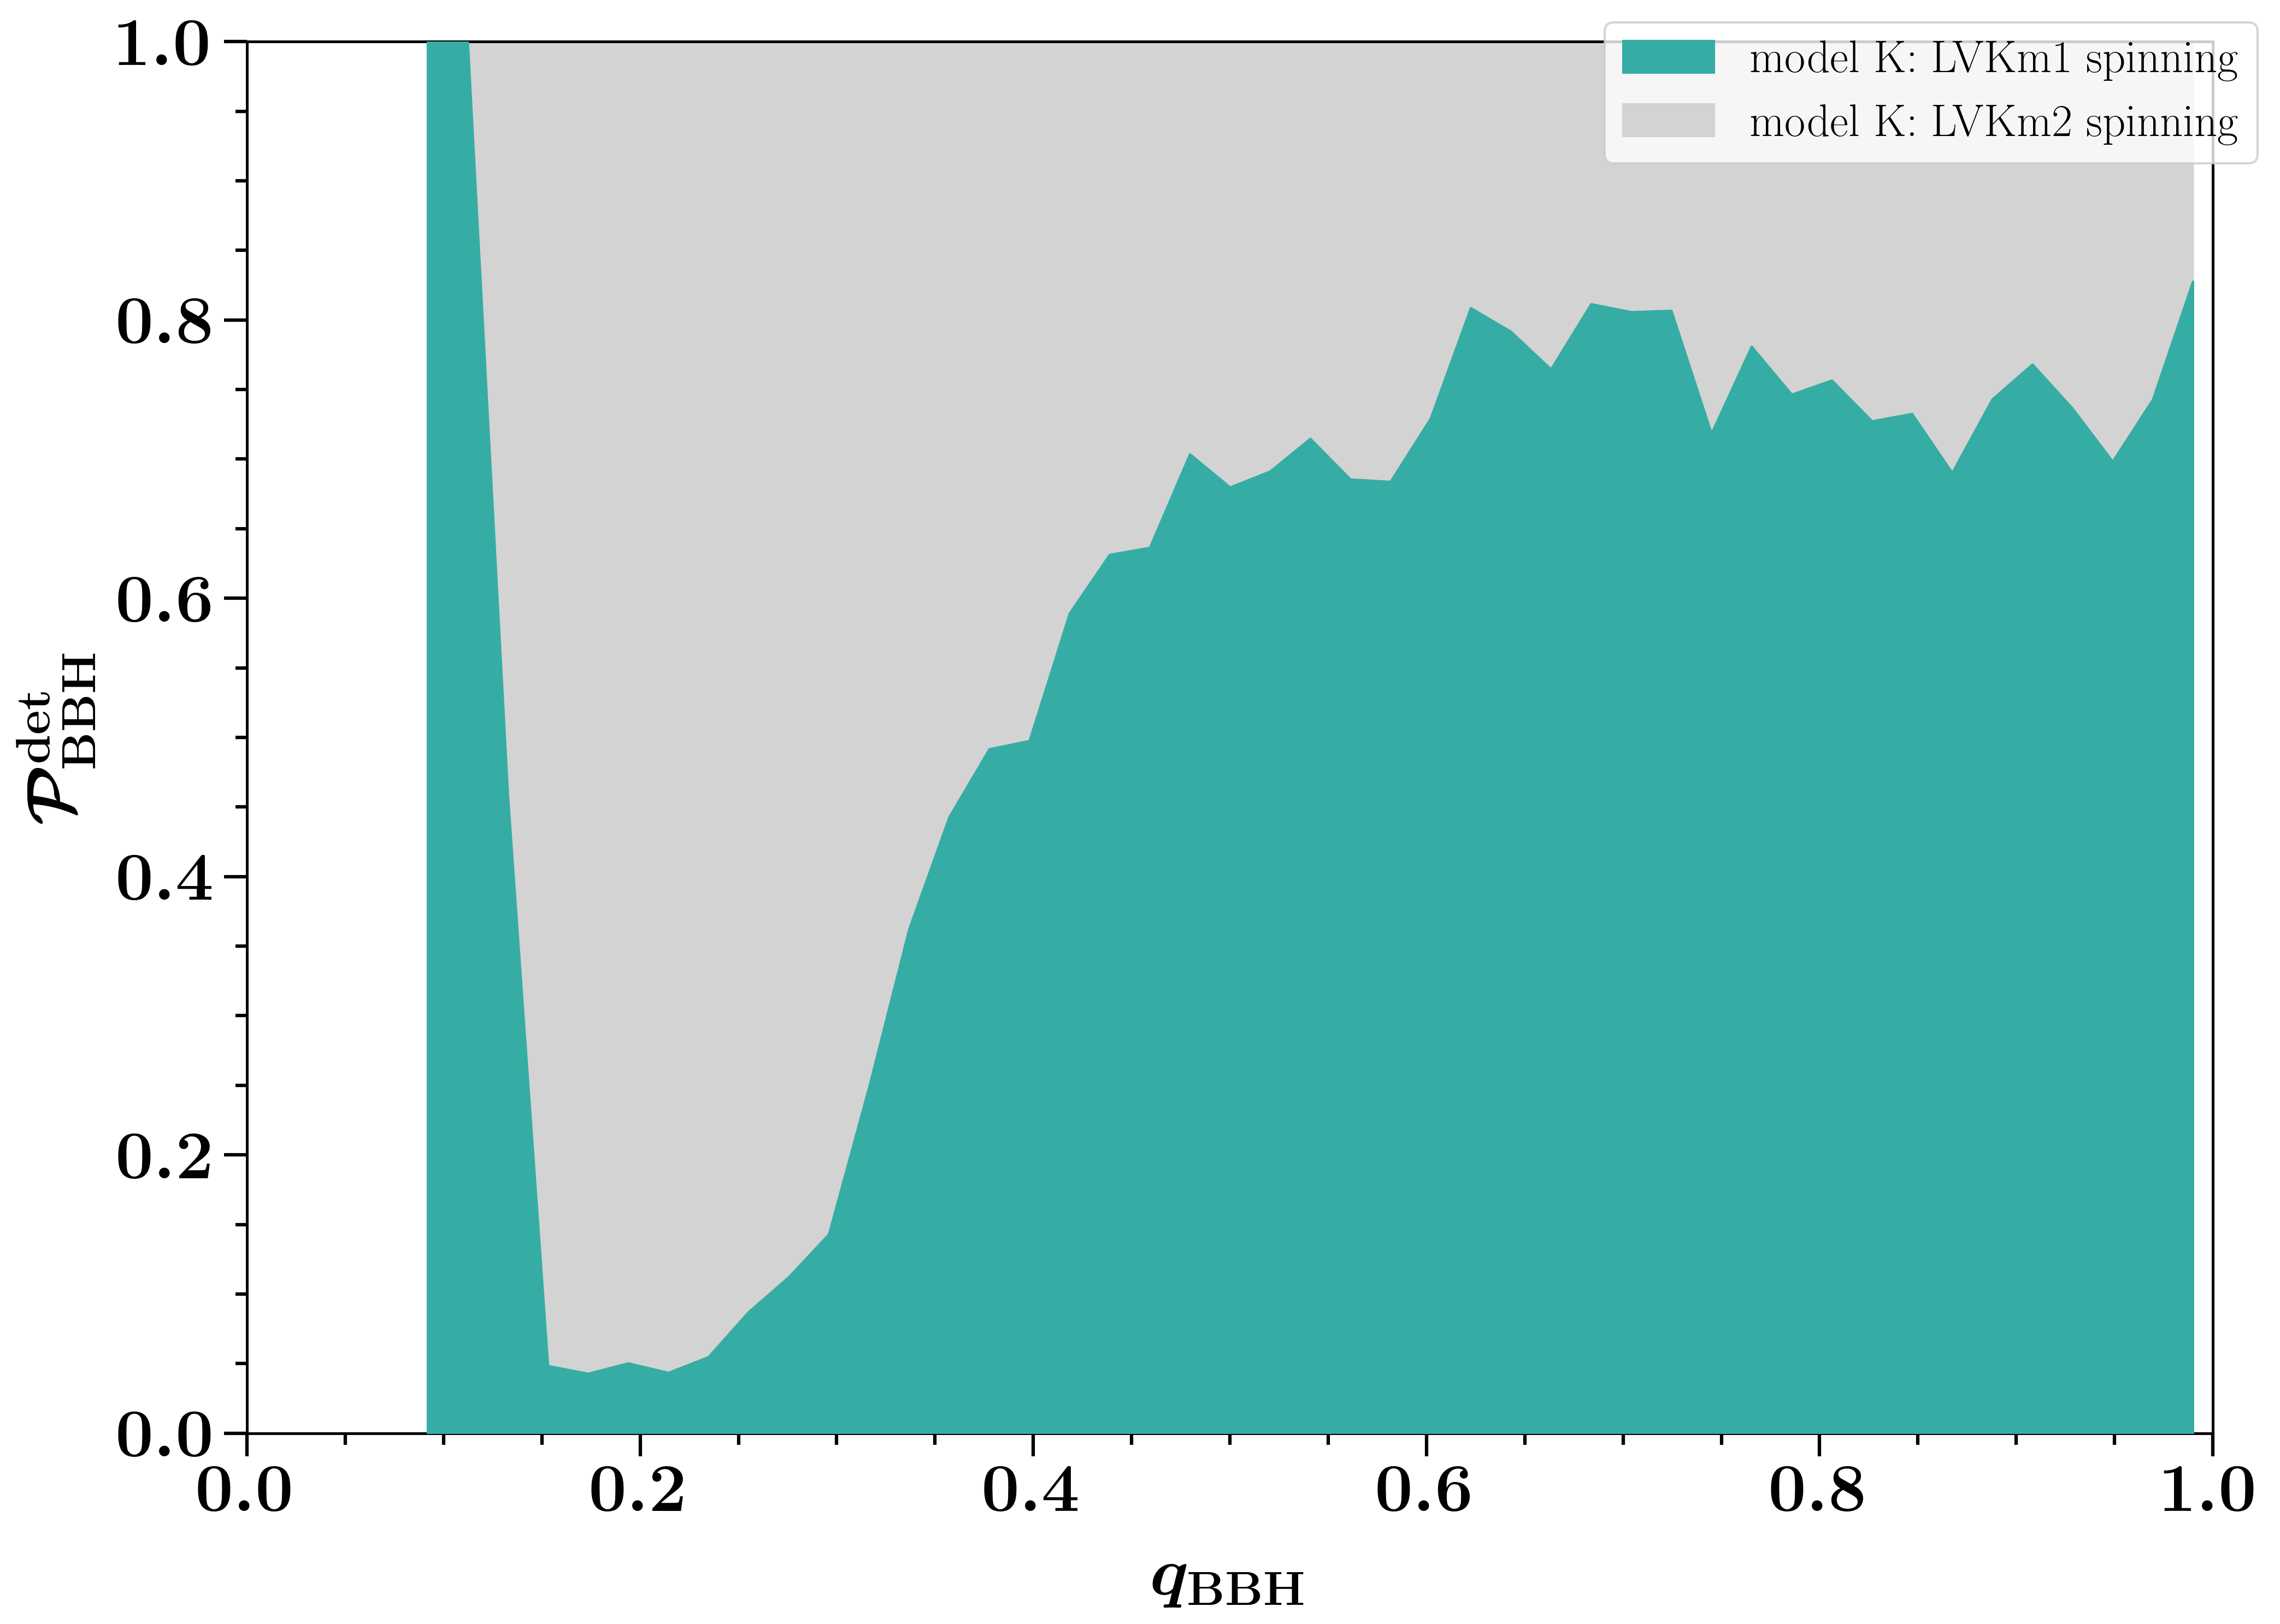 model K: LVKm1 spinning
model K: LVKm2 spinning
1.0
0.8
0.6
0.4
0.2
0.0
𝒫^det_BBH
0.0 0.2 0.4 0.6 0.8 1.0
q_BBH